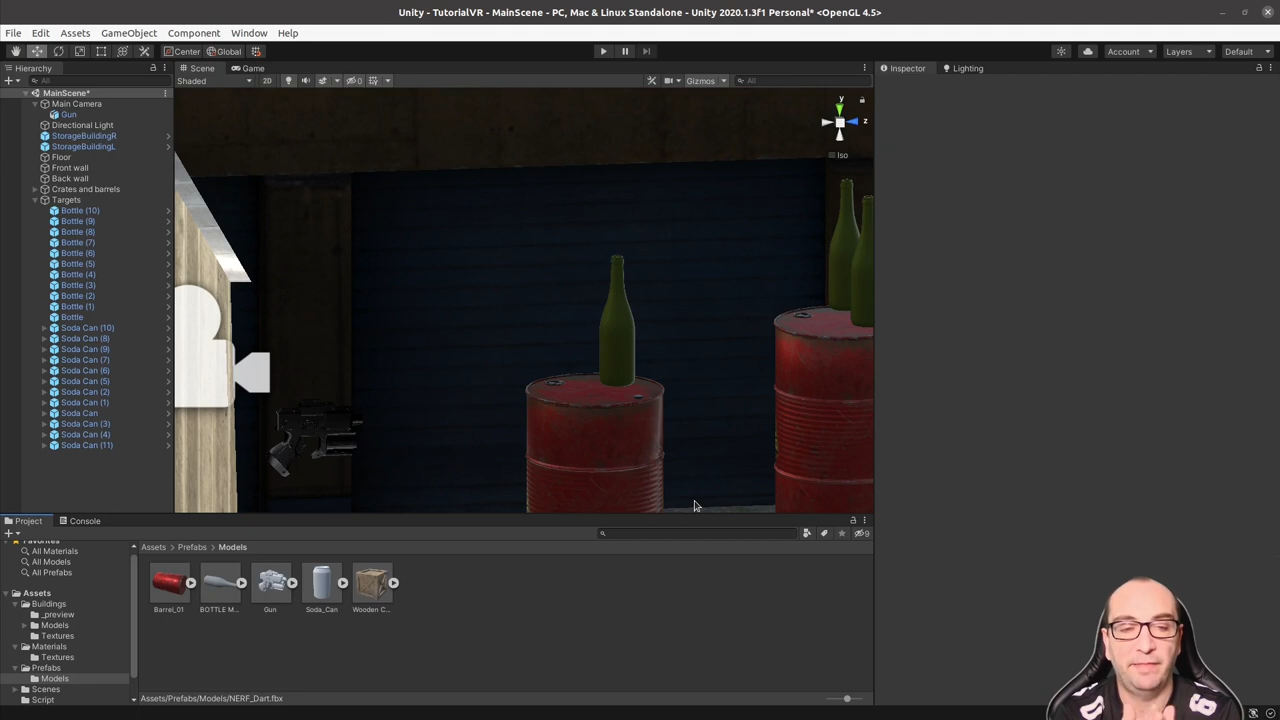 Unity - TutorialVR - MainScene - PC, Mac & Linux Standalone - Unity 2020.1.3f1 Personal* <OpenGL 4.5>
File Edit Assets GameObject Component Window Help
Center Global Account Layers Default
Hierarchy Scene Game Inspector Lighting
All Shaded 2D 0 Gizmos All
MainScene*
Main Camera
Gun
Directional Light
StorageBuildingR
StorageBuildingL
Floor
Front wall
Back wall
Crates and barrels
Targets
Bottle (10)
Bottle (9)
Bottle (8)
Bottle (7)
Bottle (6)
Bottle (5)
Bottle (4)
Bottle (3)
Bottle (2)
Bottle (1)
Bottle
Soda Can (10)
Soda Can (8)
Soda Can (9)
Soda Can (7)
Soda Can (6)
Soda Can (5)
Soda Can (2)
Soda Can (1)
Soda Can
Soda Can (3)
Soda Can (4)
Soda Can (11)
y
z
Iso
Project Console
9
Favorites
All Materials
All Models
All Prefabs
Assets
Buildings
_preview
Models
Textures
Materials
Textures
Prefabs
Models
Scenes
Script
Assets Prefabs Models
Barrel_01 BOTTLE M... Gun Soda_Can Wooden C...
Assets/Prefabs/Models/NERF_Dart.fbx